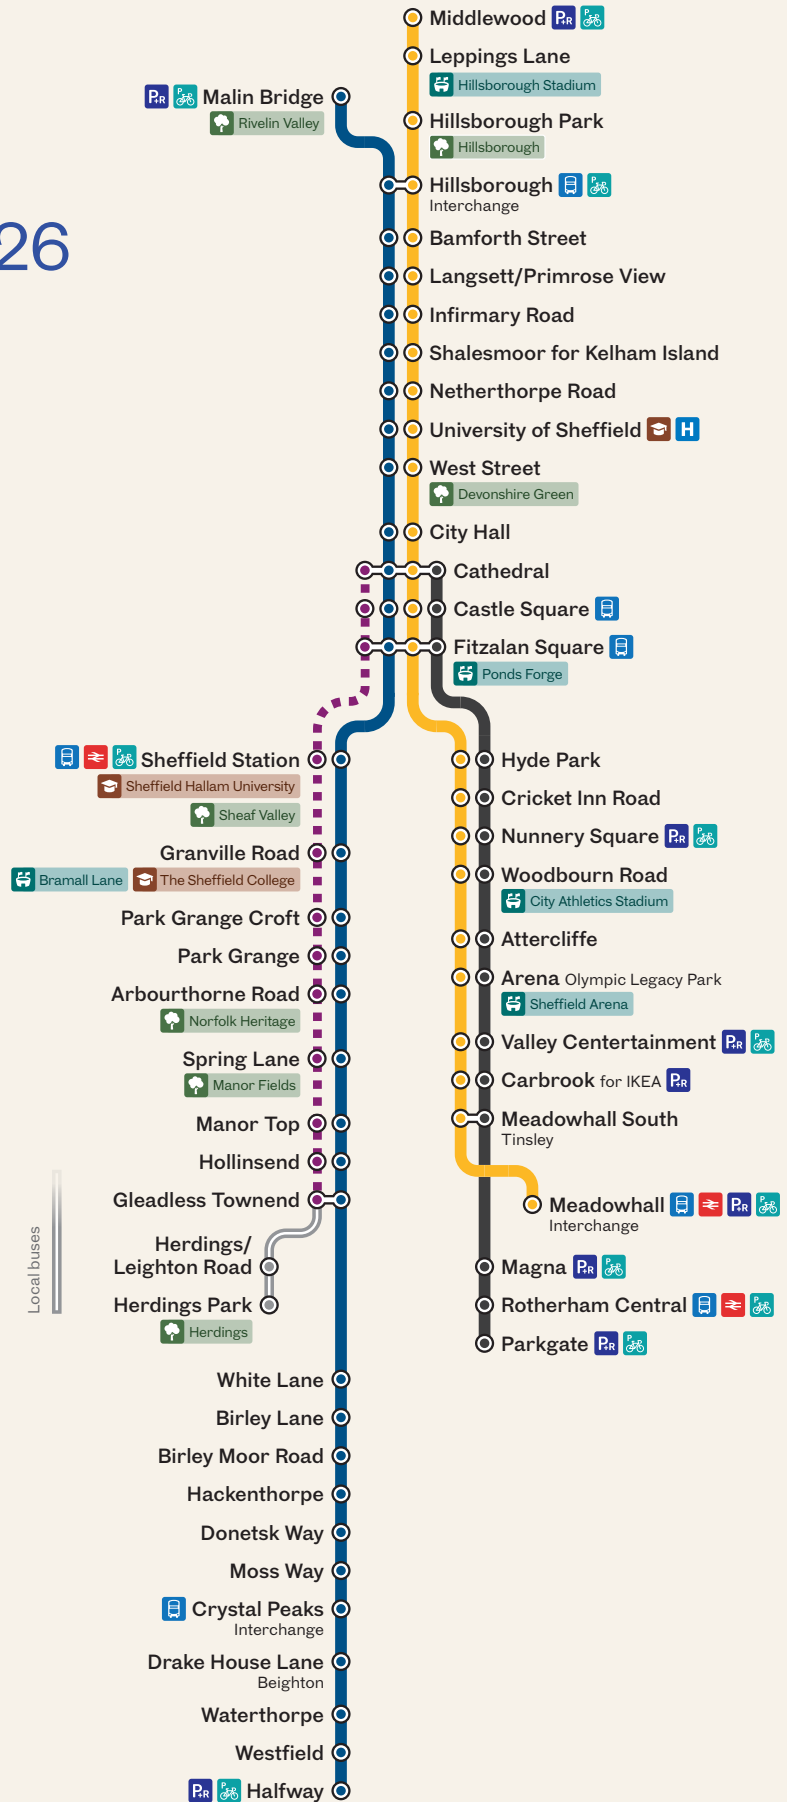 Middlewood P+R
Leppings Lane
Hillsborough Stadium
P+R Malin Bridge
Rivelin Valley
Hillsborough Park
Hillsborough
Hillsborough
Interchange
26
Bamforth Street
Langsett/Primrose View
Infirmary Road
Shalesmoor for Kelham Island
Netherthorpe Road
University of Sheffield H
West Street
Devonshire Green
City Hall
Cathedral
Castle Square
Fitzalan Square
Ponds Forge
Sheffield Station
Sheffield Hallam University
Sheaf Valley
Granville Road
Bramall Lane The Sheffield College
Park Grange Croft
Park Grange
Arbourthorne Road
Norfolk Heritage
Spring Lane
Manor Fields
Manor Top
Hollinsend
Gleadless Townend
Herdings/
Leighton Road
Herdings Park
Herdings
Local buses
White Lane
Birley Lane
Birley Moor Road
Hackenthorpe
Donetsk Way
Moss Way
Crystal Peaks
Interchange
Drake House Lane
Beighton
Waterthorpe
Westfield
P+R Halfway
Hyde Park
Cricket Inn Road
Nunnery Square P+R
Woodbourn Road
City Athletics Stadium
Attercliffe
Arena Olympic Legacy Park
Sheffield Arena
Valley Centertainment P+R
Carbrook for IKEA P+R
Meadowhall South
Tinsley
Meadowhall P+R
Interchange
Magna P+R
Rotherham Central
Parkgate P+R